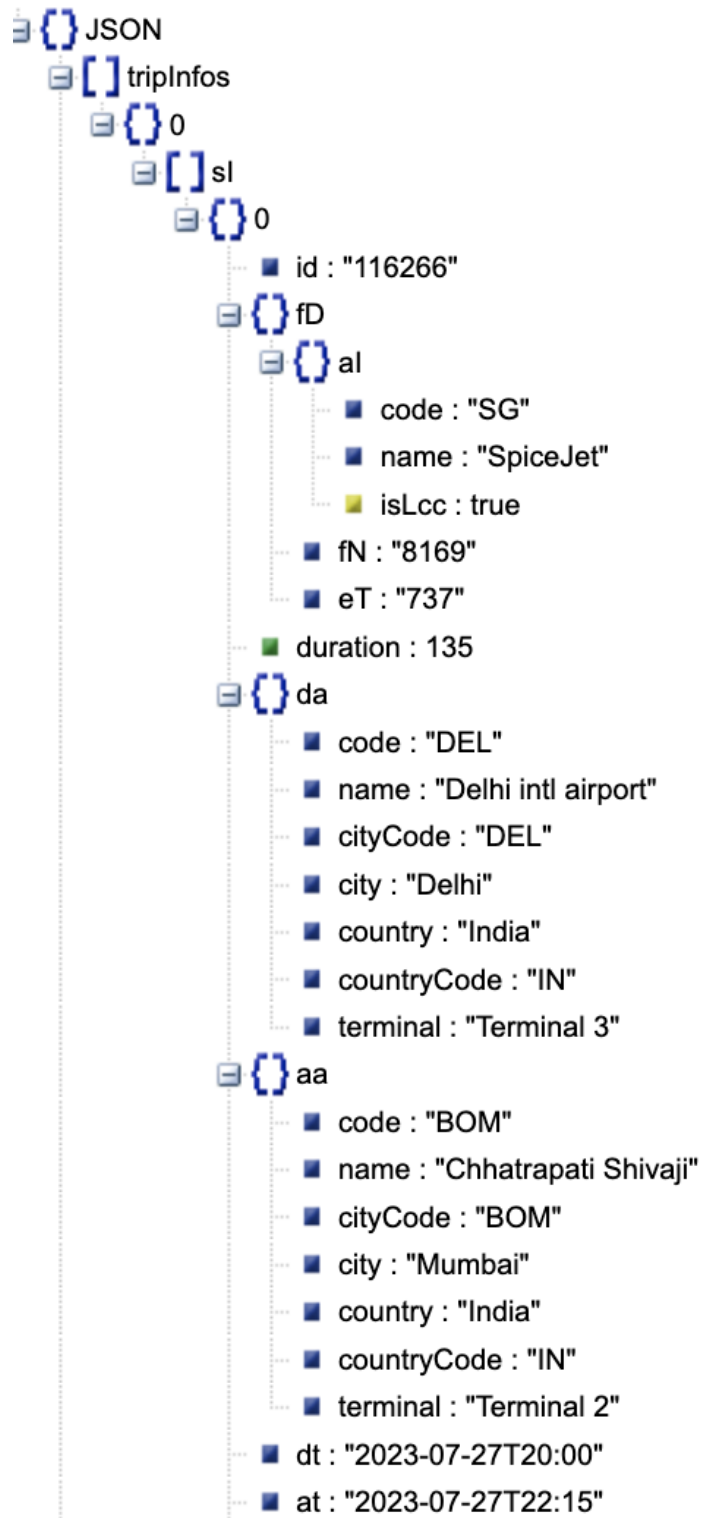 JSON
tripInfos
0
sI
0
id : "116266"
fD
aI
code : "SG"
name : "SpiceJet"
isLcc : true
fN : "8169"
eT : "737"
duration : 135
da
code : "DEL"
name : "Delhi intl airport"
cityCode : "DEL"
city : "Delhi"
country : "India"
countryCode : "IN"
terminal : "Terminal 3"
aa
code : "BOM"
name : "Chhatrapati Shivaji"
cityCode : "BOM"
city : "Mumbai"
country : "India"
countryCode : "IN"
terminal : "Terminal 2"
dt : "2023-07-27T20:00"
at : "2023-07-27T22:15"